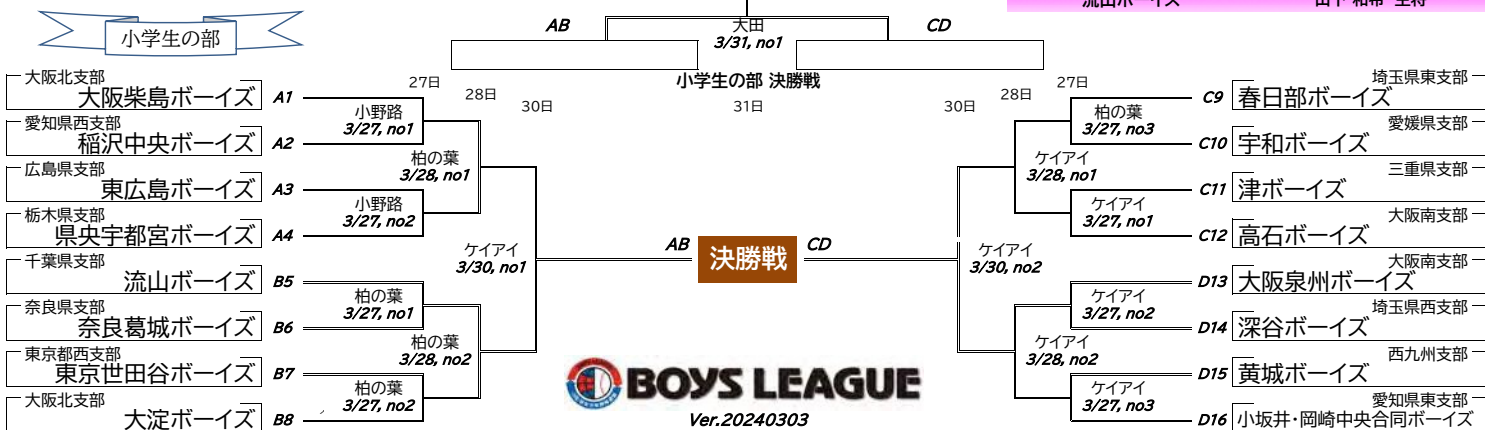 流山ボーイズ
小学生の部
AB
大田
3/31, no1
CD
小学生の部 決勝戦
27日
28日
30日
31日
30日
28日
27日
大阪北支部
大阪柴島ボーイズ A1
愛知県西支部
稲沢中央ボーイズ A2
小野路
3/27, no1
広島県支部
東広島ボーイズ A3
栃木県支部
県央宇都宮ボーイズ A4
小野路
3/27, no2
柏の葉
3/28, no1
千葉県支部
流山ボーイズ B5
奈良県支部
奈良葛城ボーイズ B6
柏の葉
3/27, no1
東京都西支部
東京世田谷ボーイズ B7
大阪北支部
大淀ボーイズ B8
柏の葉
3/27, no2
柏の葉
3/28, no2
ケイアイ
3/30, no1
AB 決勝戦 CD
ケイアイ
3/30, no2
埼玉県東支部
C9 春日部ボーイズ
愛媛県支部
C10 宇和ボーイズ
柏の葉
3/27, no3
三重県支部
C11 津ボーイズ
大阪南支部
C12 高石ボーイズ
ケイアイ
3/27, no1
ケイアイ
3/28, no1
大阪南支部
D13 大阪泉州ボーイズ
埼玉県西支部
D14 深谷ボーイズ
ケイアイ
3/27, no2
西九州支部
D15 黄城ボーイズ
愛知県東支部
D16 小坂井・岡崎中央合同ボーイズ
ケイアイ
3/27, no3
ケイアイ
3/28, no2
BOYS LEAGUE
Ver.20240303